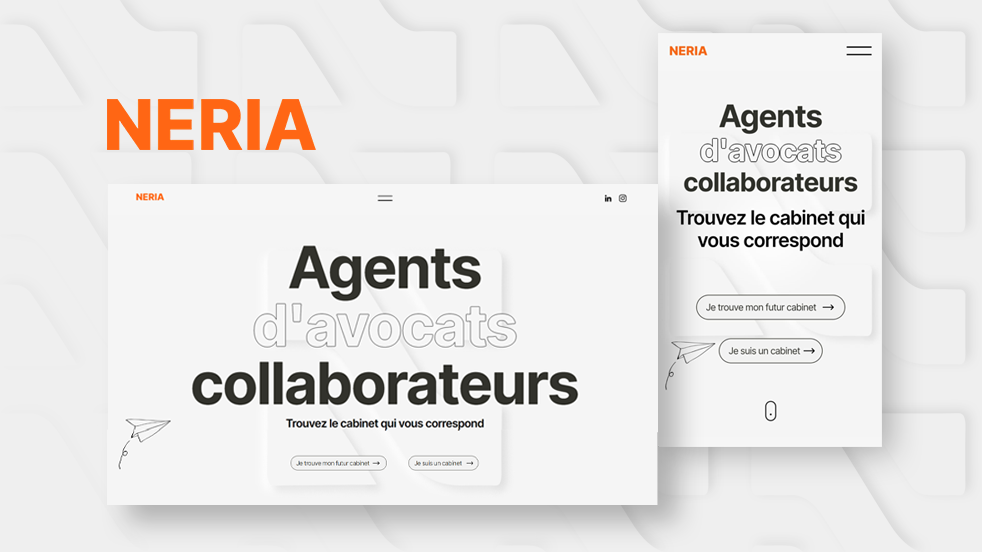 NERIA
NERIA
in
Agents
d'avocats
collaborateurs
Trouvez le cabinet qui vous correspond
Je trouve mon futur cabinet →
Je suis un cabinet →
NERIA
Agents
d'avocats
collaborateurs
Trouvez le cabinet qui
vous correspond
Je trouve mon futur cabinet →
Je suis un cabinet →